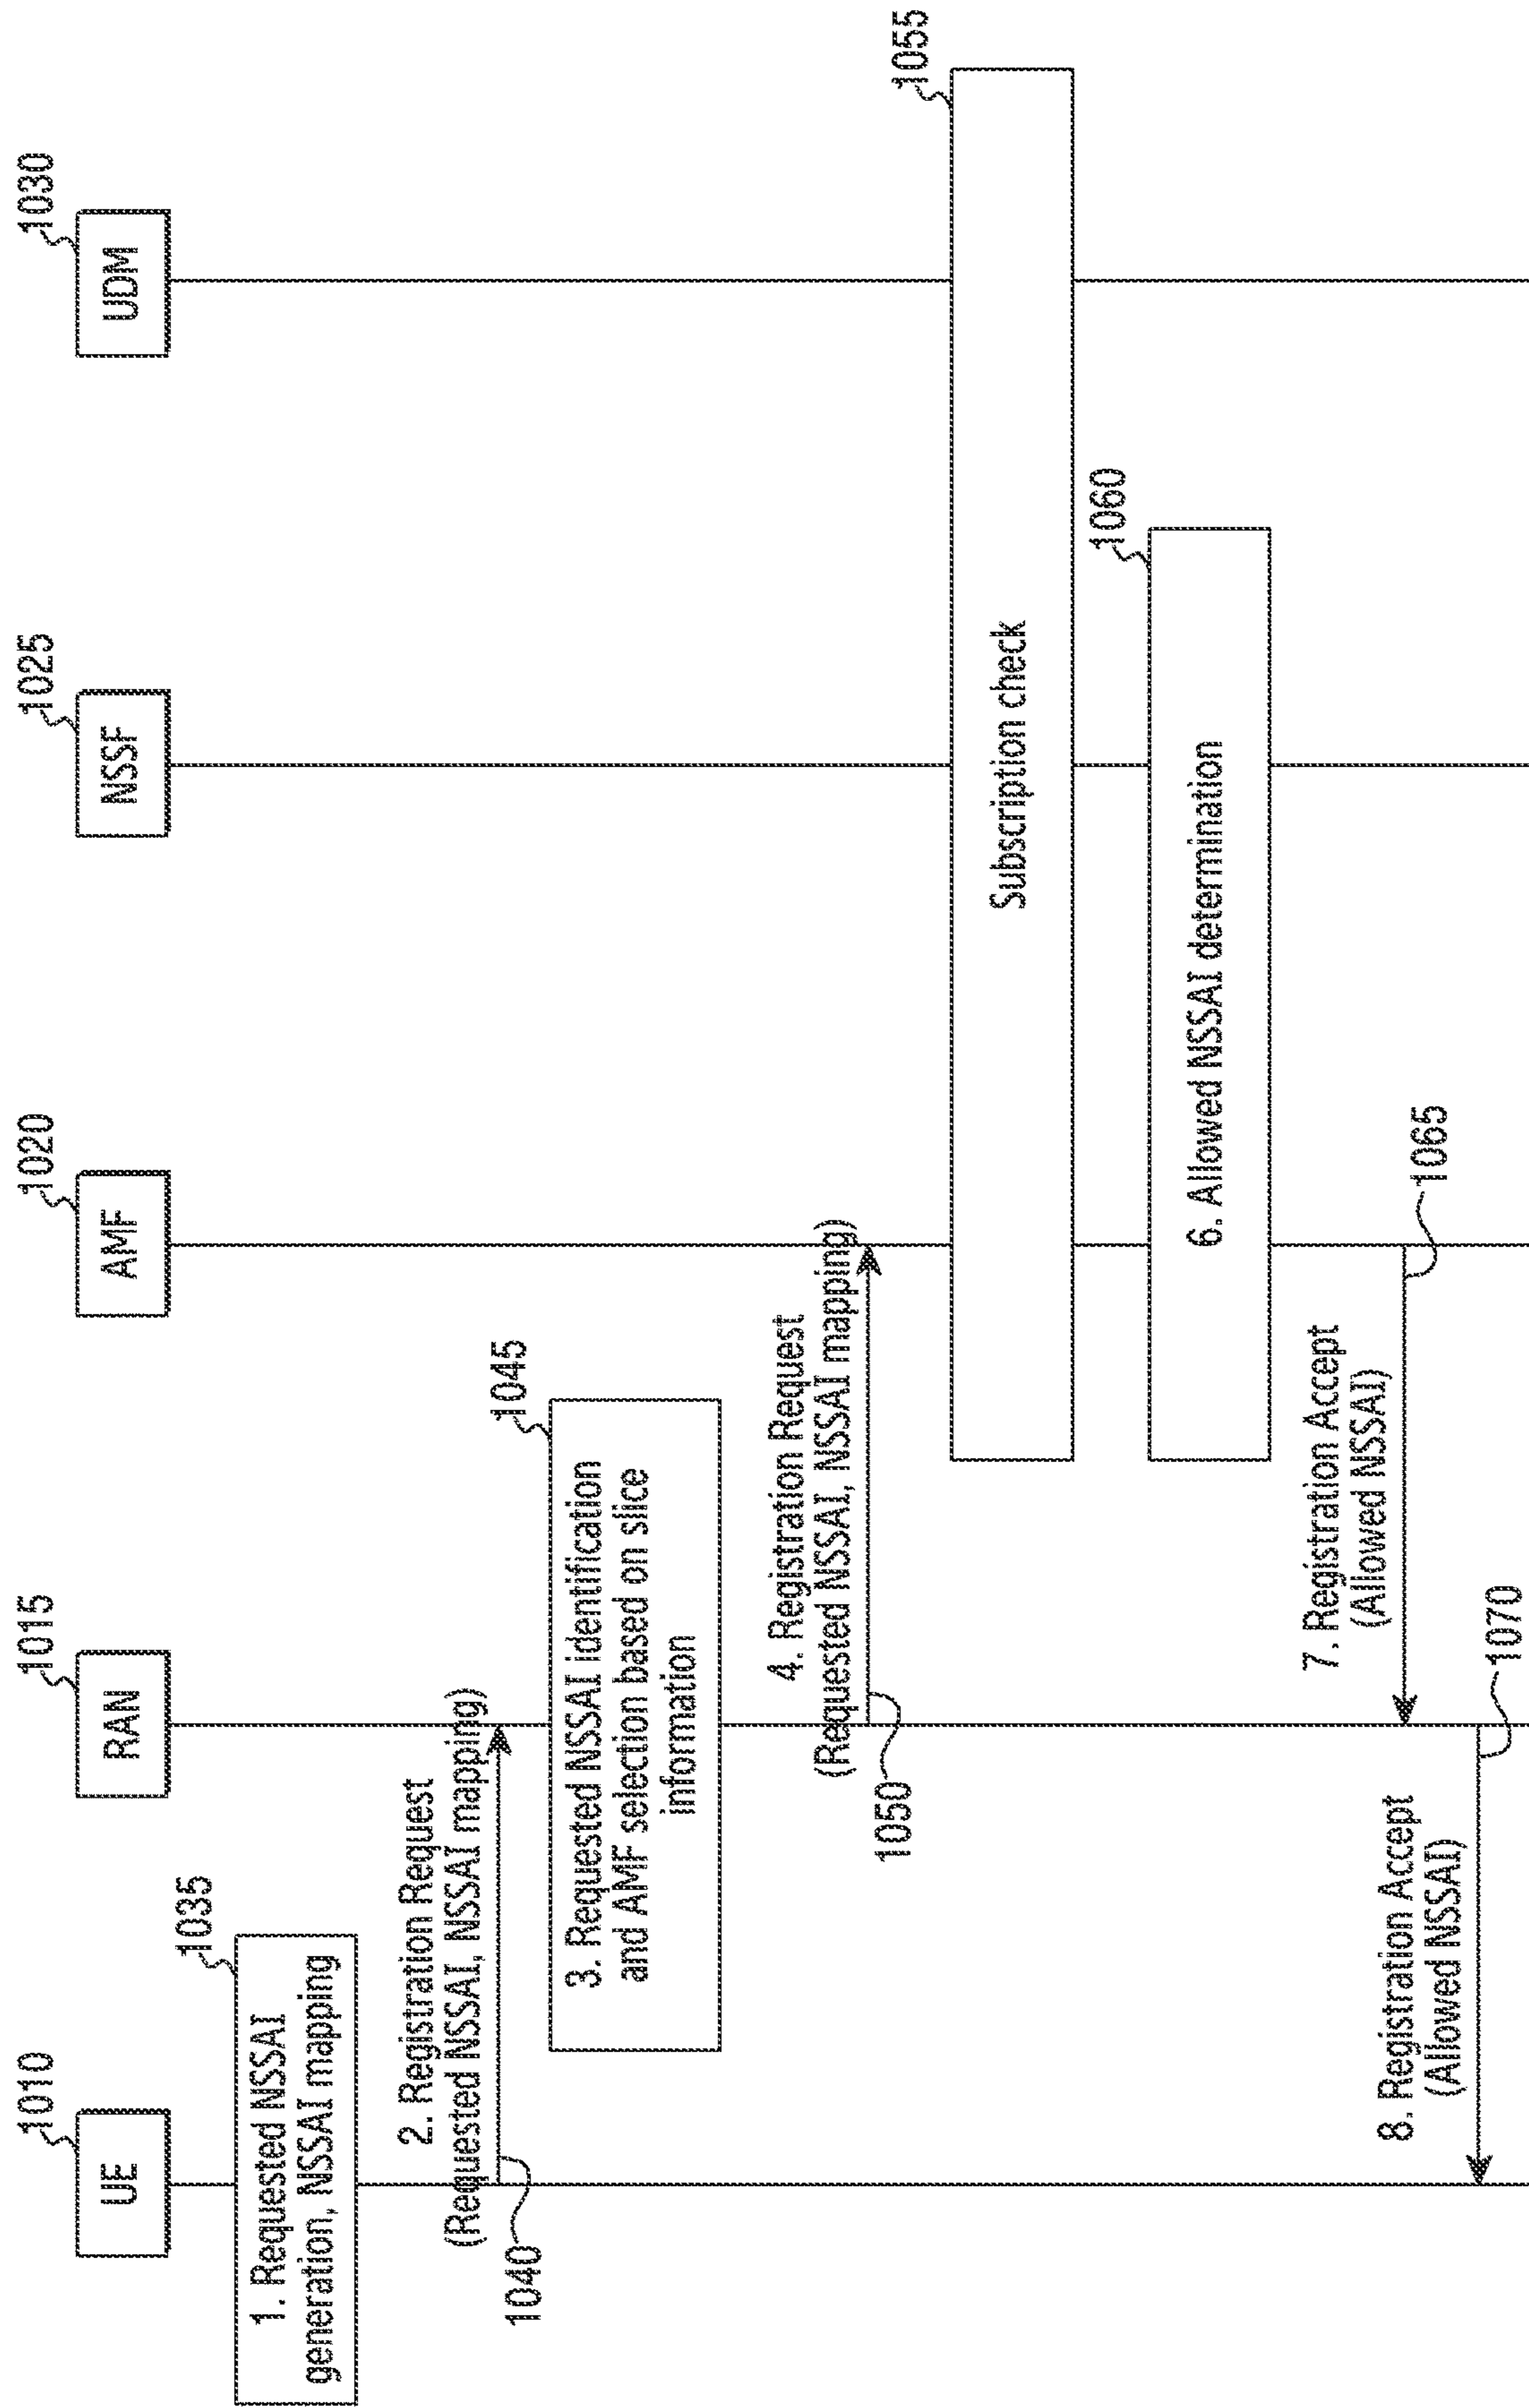 1010
UE
1015
RAN
1020
AMF
1025
NSSF
1030
UDM
1035
1. Requested NSSAI
generation, NSSAI mapping
2. Registration Request
(Requested NSSAI, NSSAI mapping)
1040
1045
3. Requested NSSAI identification
and AMF selection based on slice
information
4. Registration Request
(Requested NSSAI, NSSAI mapping)
1050
1055
Subscription check
1060
6. Allowed NSSAI determination
7. Registration Accept
(Allowed NSSAI)
1065
8. Registration Accept
(Allowed NSSAI)
1070